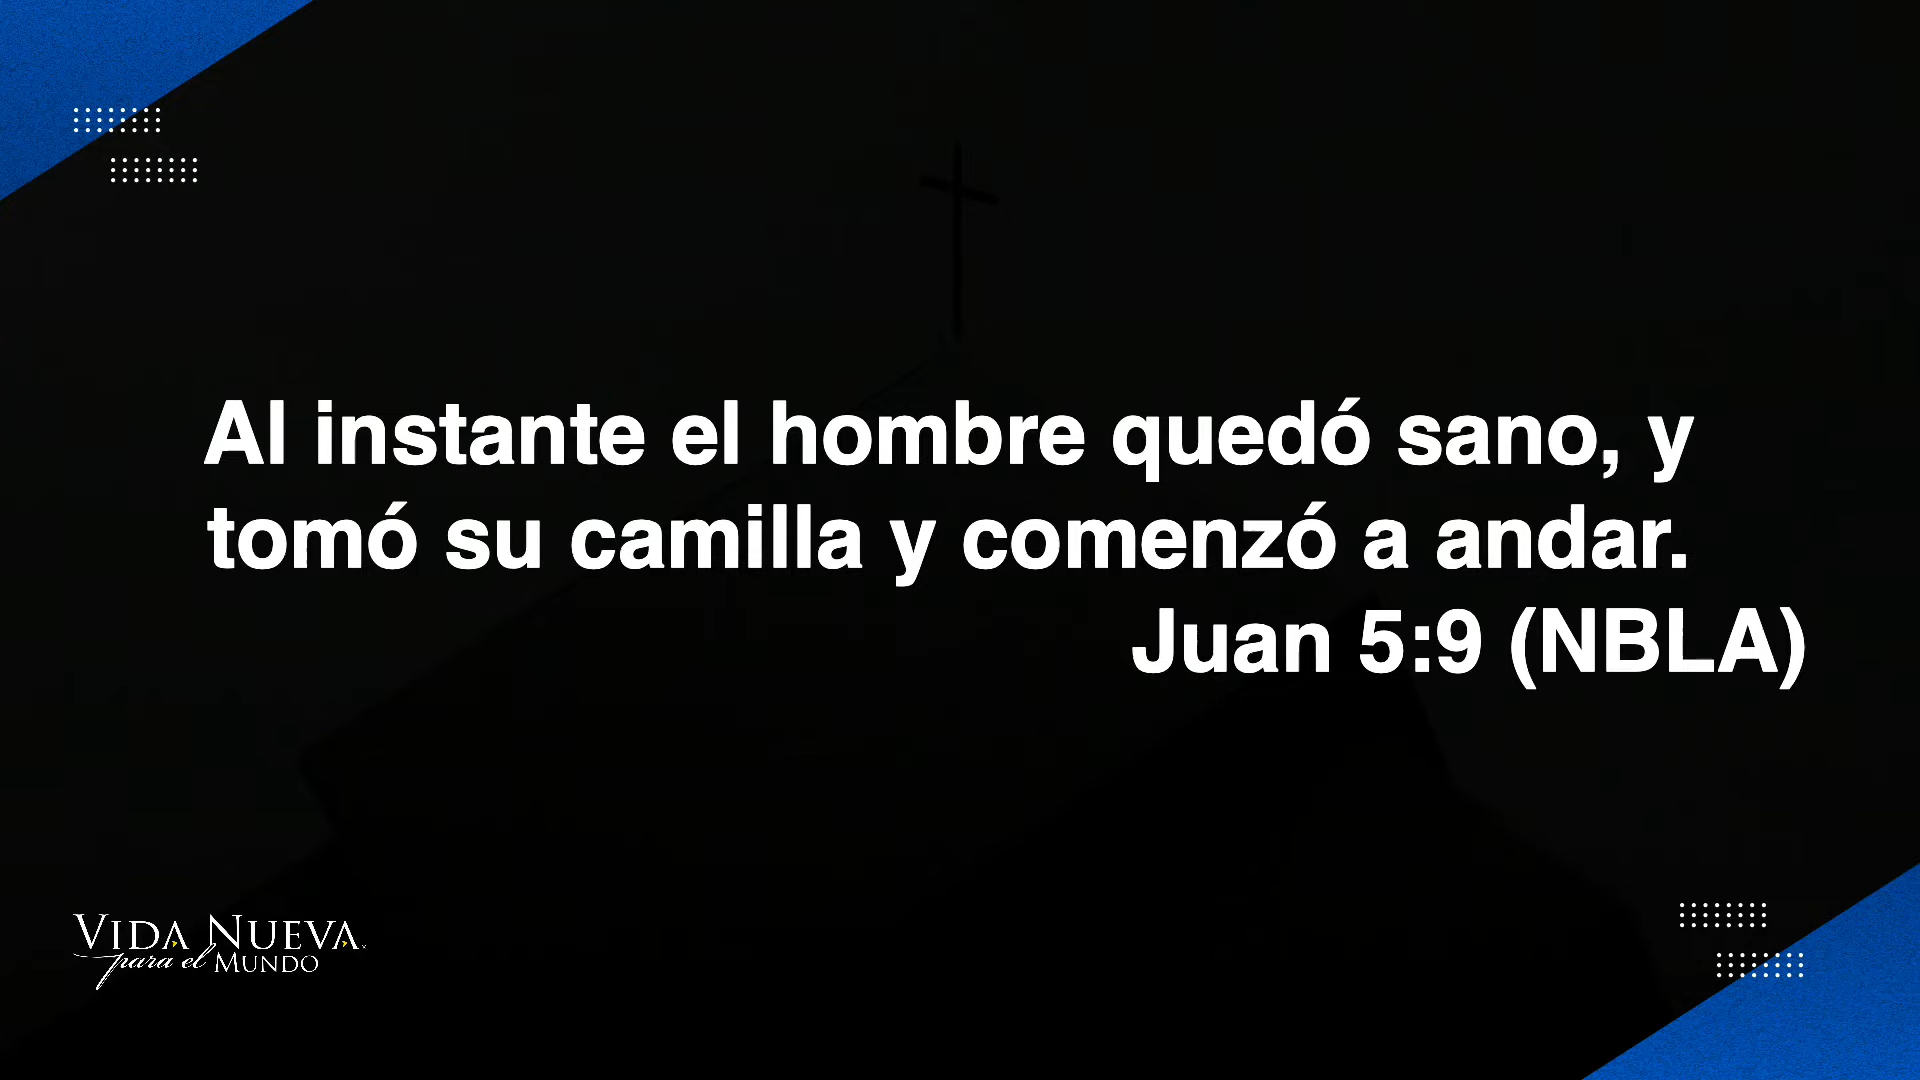 Al instante el hombre quedó sano, y
tomó su camilla y comenzó a andar.
Juan 5:9 (NBLA)
VIDA NUEVA
para el MUNDO